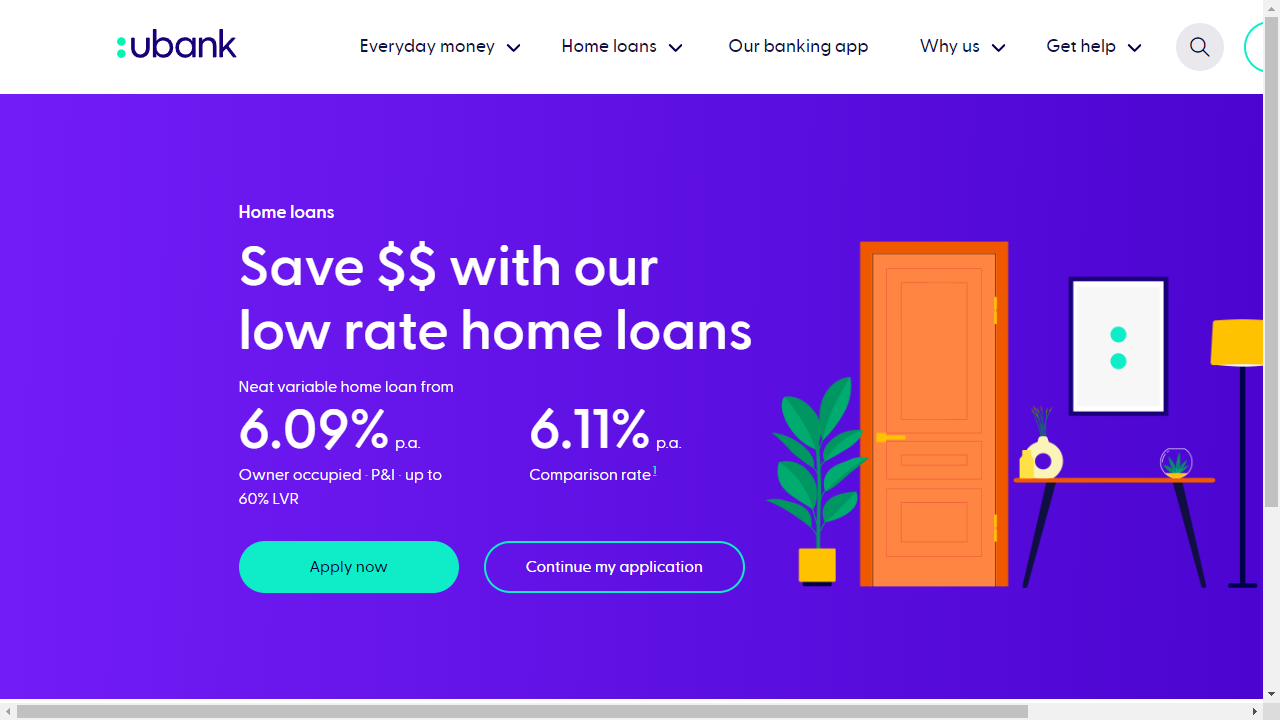 ubank
Everyday money
Home loans
Our banking app
Why us
Get help
Home loans
Save $$ with our
low rate home loans
Neat variable home loan from
6.09% p.a.
Owner occupied · P&I · up to
60% LVR
6.11% p.a.
Comparison rate1
Apply now
Continue my application